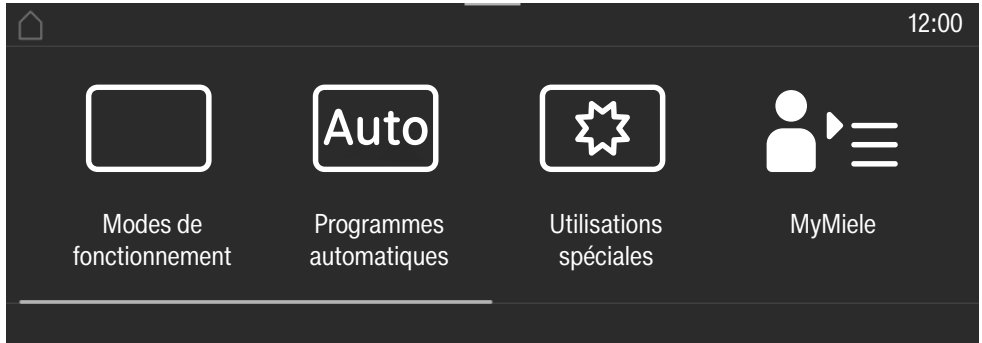 12:00
Auto
Modes de
fonctionnement
Programmes
automatiques
Utilisations
spéciales
MyMiele